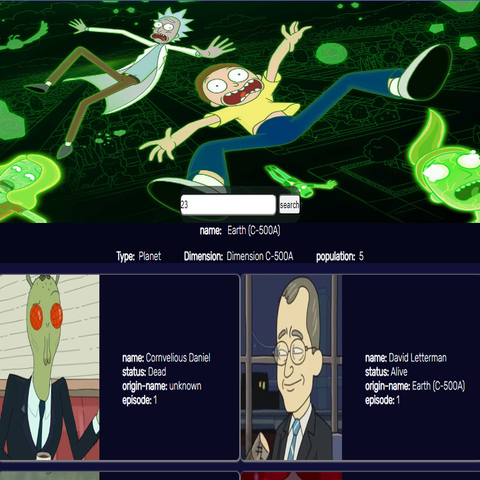 23 search
name: Earth (C-500A)
Type: Planet Dimension: Dimension C-500A population: 5
name: Cornvelious Daniel
status: Dead
origin-name: unknown
episode: 1
name: David Letterman
status: Alive
origin-name: Earth (C-500A)
episode: 1